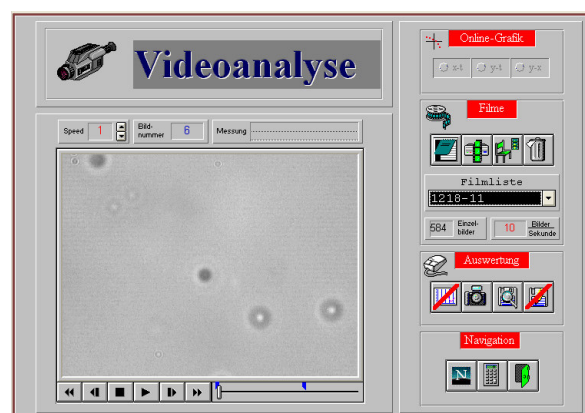 Videoanalyse
Speed 1
Bild-
nummer 6
Messung
Online-Grafik
x-t y-t y-x
Filme
Filmliste
1218-11
584 Einzel-
bilder
10 Bilder
Sekunde
Auswertung
Navigation
N